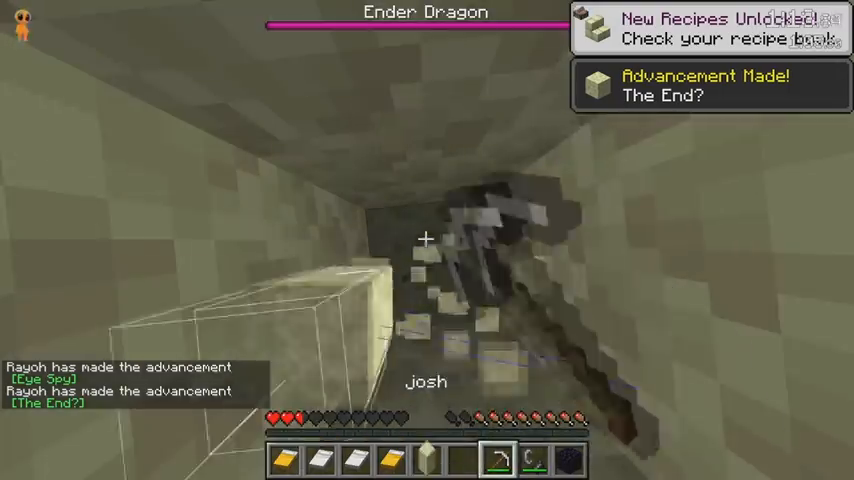 Ender Dragon
New Recipes Unlocked!
Check your recipe book
Advancement Made!
The End?
Rayoh has made the advancement
[Eye Spy]
Rayoh has made the advancement
[The End?]
josh